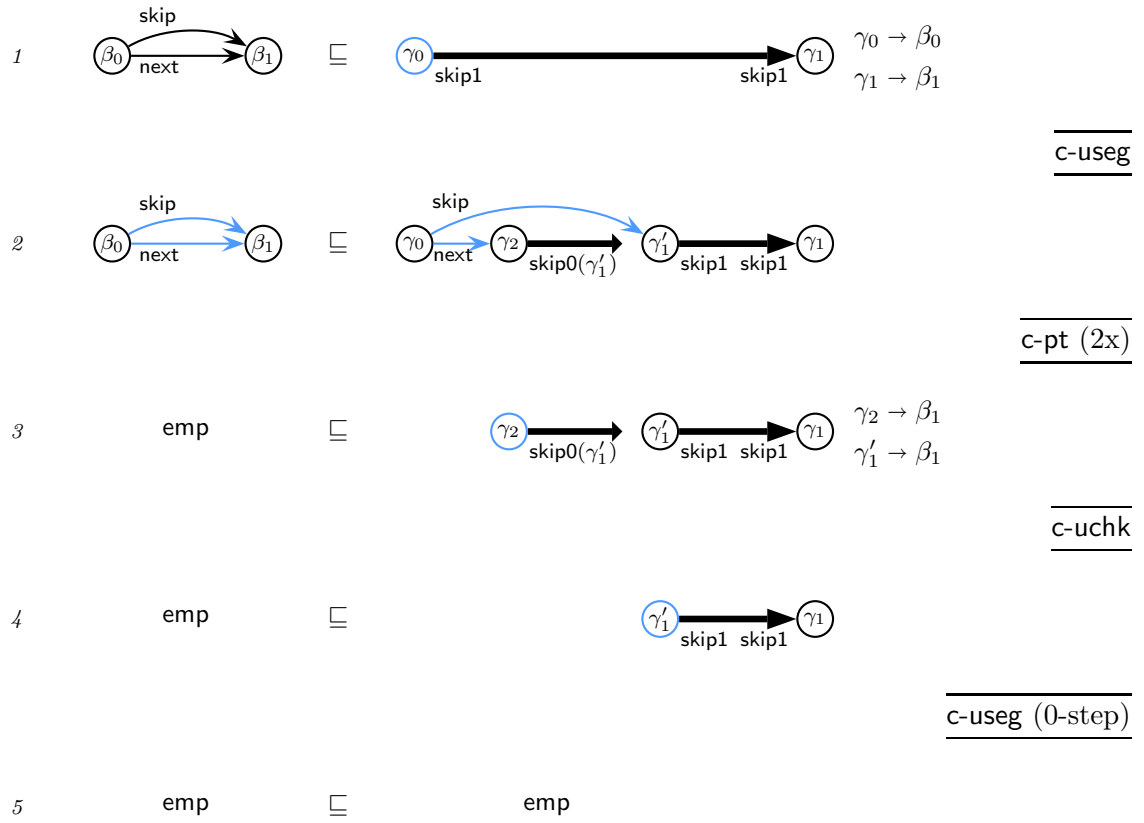 skip
1 β₀ β₁ ⊑ γ₀ γ₁ γ₀ → β₀
next skip1 skip1 γ₁ → β₁
c-useg
skip skip
2 β₀ β₁ ⊑ γ₀ γ₂ γ₁′ γ₁
next next skip0(γ₁′) skip1 skip1
c-pt (2x)
3 emp ⊑ γ₂ γ₁′ γ₁ γ₂ → β₁
skip0(γ₁′) skip1 skip1 γ₁′ → β₁
c-uchk
4 emp ⊑ γ₁′ γ₁
skip1 skip1
c-useg (0-step)
5 emp ⊑ emp